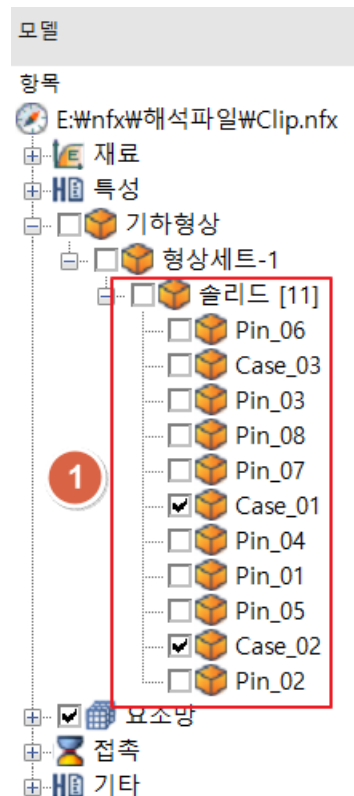 모델
항목
E:₩nfx₩해석파일₩Clip.nfx
재료
특성
기하형상
형상세트-1
솔리드 [11]
Pin_06
Case_03
Pin_03
Pin_08
Pin_07
1
Case_01
Pin_04
Pin_01
Pin_05
Case_02
Pin_02
요소망
접촉
기타